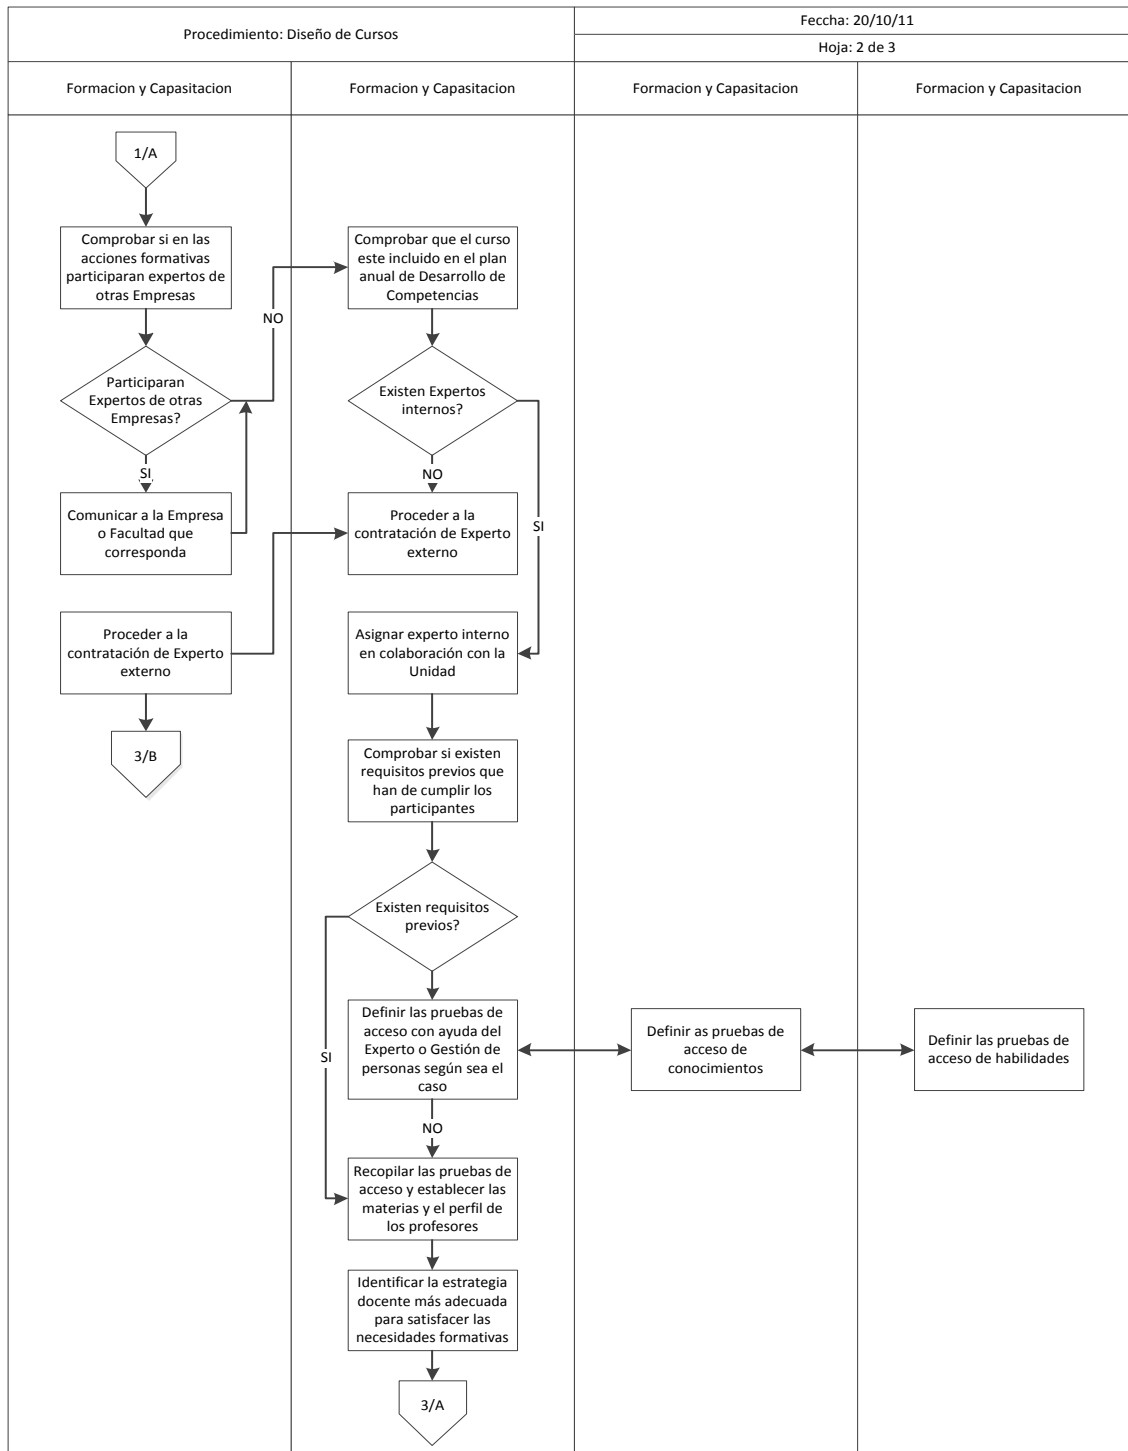 Procedimiento: Diseño de Cursos
Feccha: 20/10/11
Hoja: 2 de 3
Formacion y Capasitacion
Formacion y Capasitacion
Formacion y Capasitacion
Formacion y Capasitacion
1/A
Comprobar si en las
acciones formativas
participaran expertos de
otras Empresas
Participaran
Expertos de otras
Empresas?
SI
NO
Comunicar a la Empresa
o Facultad que
corresponda
Proceder a la
contratación de Experto
externo
3/B
Comprobar que el curso
este incluido en el plan
anual de Desarrollo de
Competencias
Existen Expertos
internos?
NO
SI
Proceder a la
contratación de Experto
externo
Asignar experto interno
en colaboración con la
Unidad
Comprobar si existen
requisitos previos que
han de cumplir los
participantes
Existen requisitos
previos?
SI
Definir las pruebas de
acceso con ayuda del
Experto o Gestión de
personas según sea el
caso
Definir as pruebas de
acceso de
conocimientos
Definir las pruebas de
acceso de habilidades
NO
Recopilar las pruebas de
acceso y establecer las
materias y el perfil de
los profesores
Identificar la estrategia
docente más adecuada
para satisfacer las
necesidades formativas
3/A